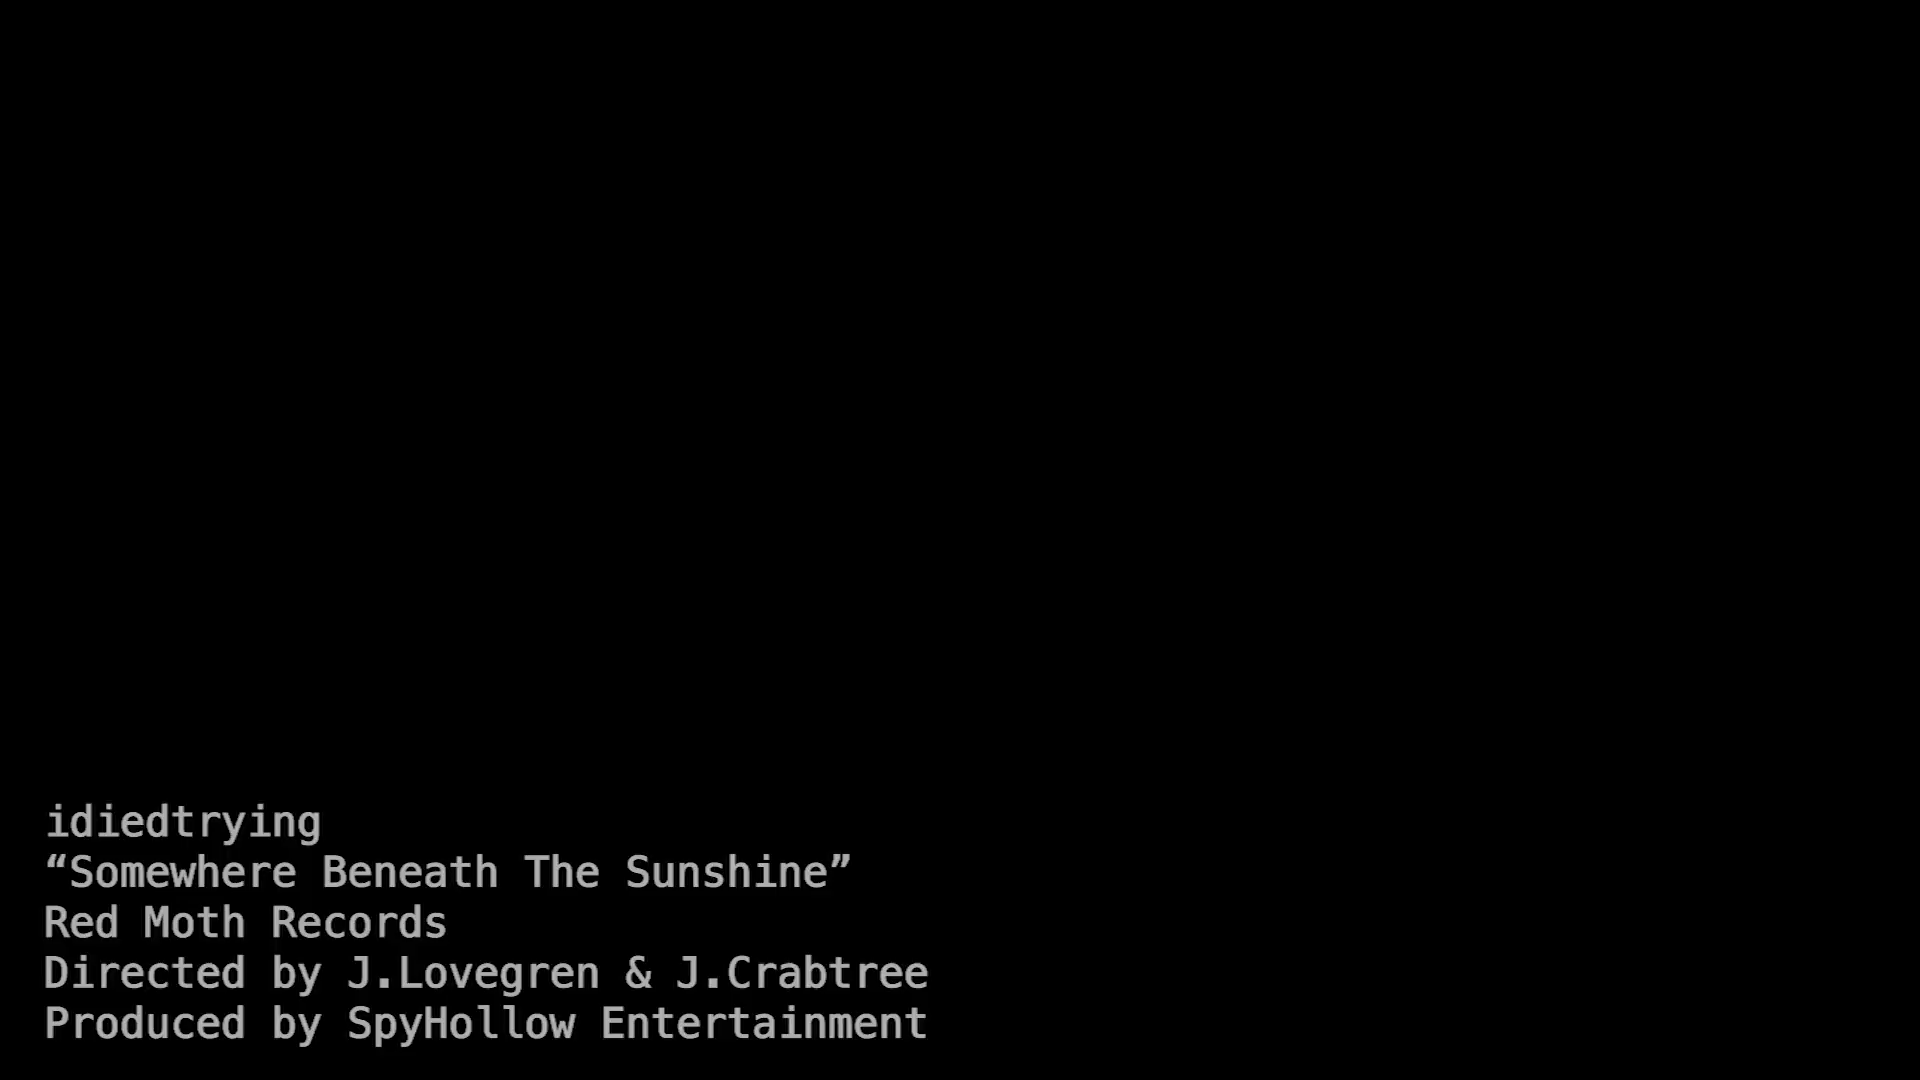 idiedtrying
“Somewhere Beneath The Sunshine”
Red Moth Records
Directed by J.Lovegren & J.Crabtree
Produced by SpyHollow Entertainment